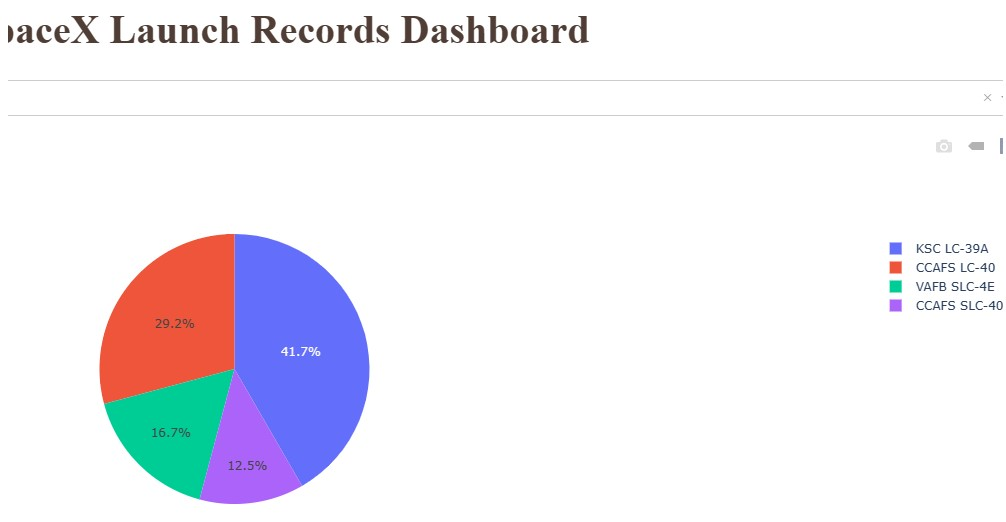 paceX Launch Records Dashboard
KSC LC-39A
CCAFS LC-40
VAFB SLC-4E
CCAFS SLC-40
29.2%
41.7%
16.7%
12.5%